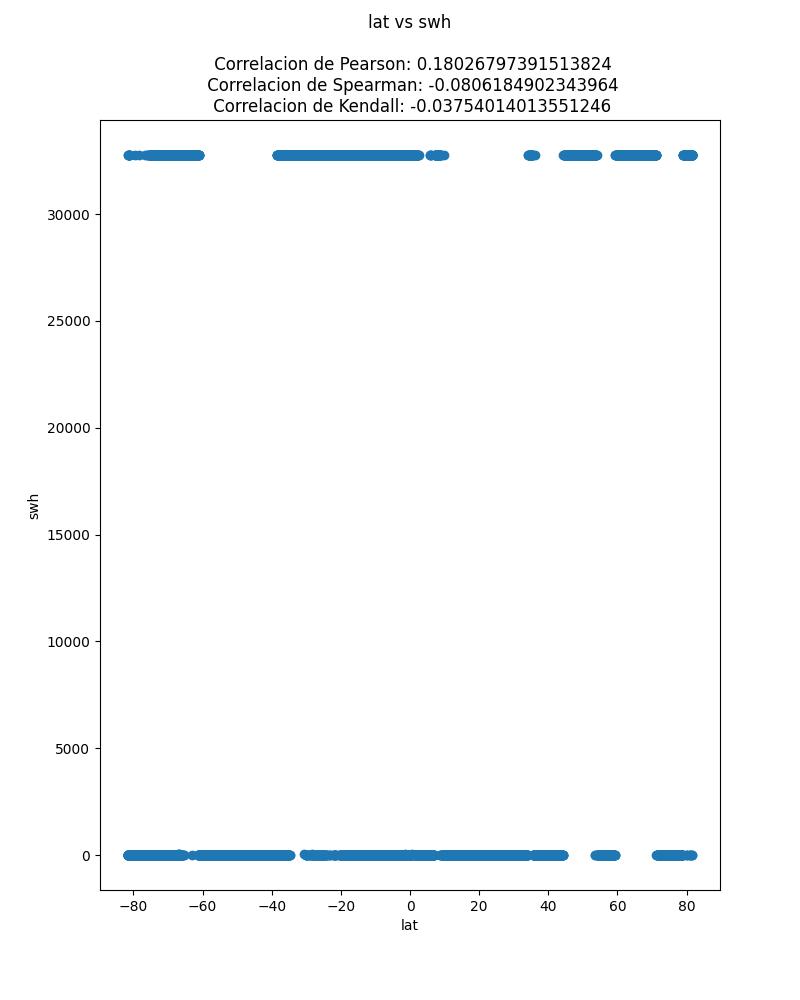 lat vs swh
Correlacion de Pearson: 0.18026797391513824
Correlacion de Spearman: -0.0806184902343964
Correlacion de Kendall: -0.03754014013551246
30000
25000
20000
15000
10000
5000
0
swh
−80 −60 −40 −20 0 20 40 60 80
lat